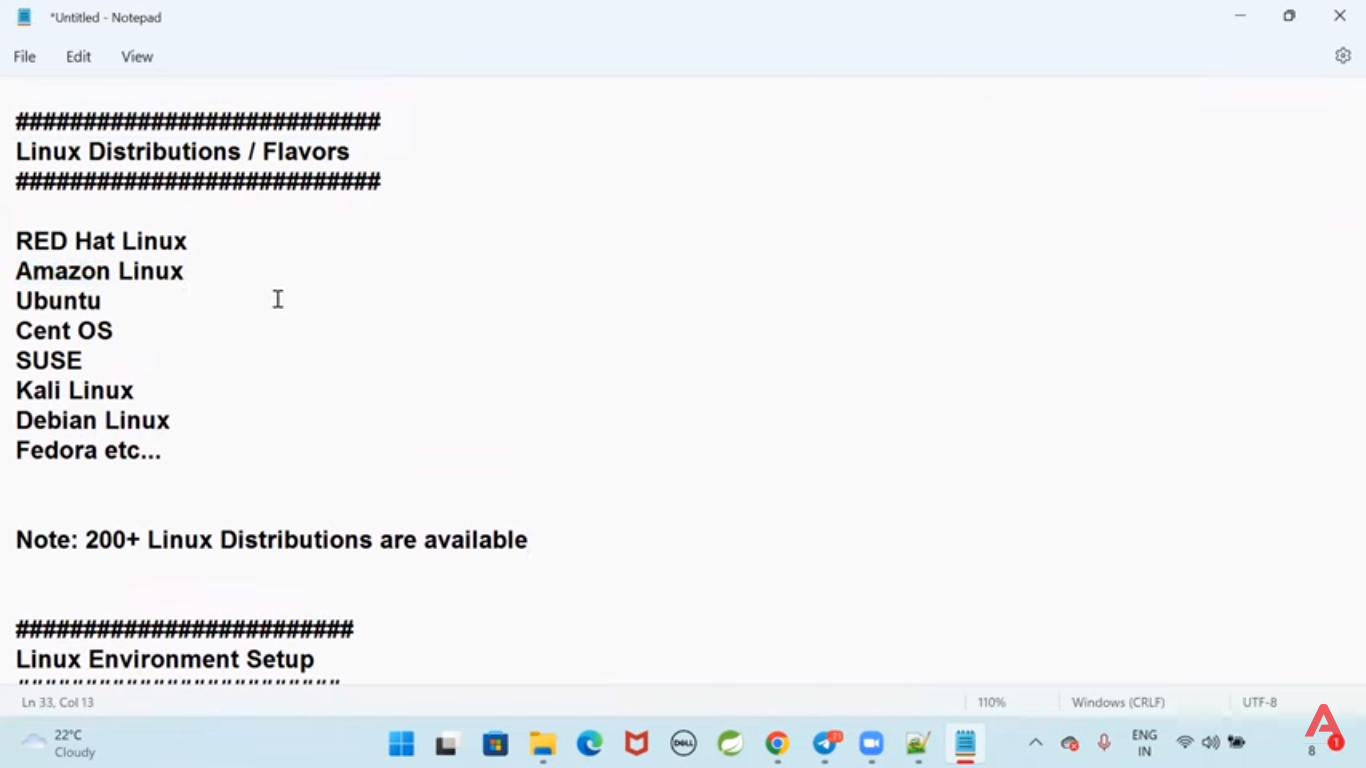 *Untitled - Notepad
File Edit View
###########################
Linux Distributions / Flavors
###########################
RED Hat Linux
Amazon Linux
Ubuntu
Cent OS
SUSE
Kali Linux
Debian Linux
Fedora etc...
Note: 200+ Linux Distributions are available
#########################
Linux Environment Setup
Ln 33, Col 13
110%
Windows (CRLF)
UTF-8
22°C
Cloudy
DELL
ENG
IN
8
1